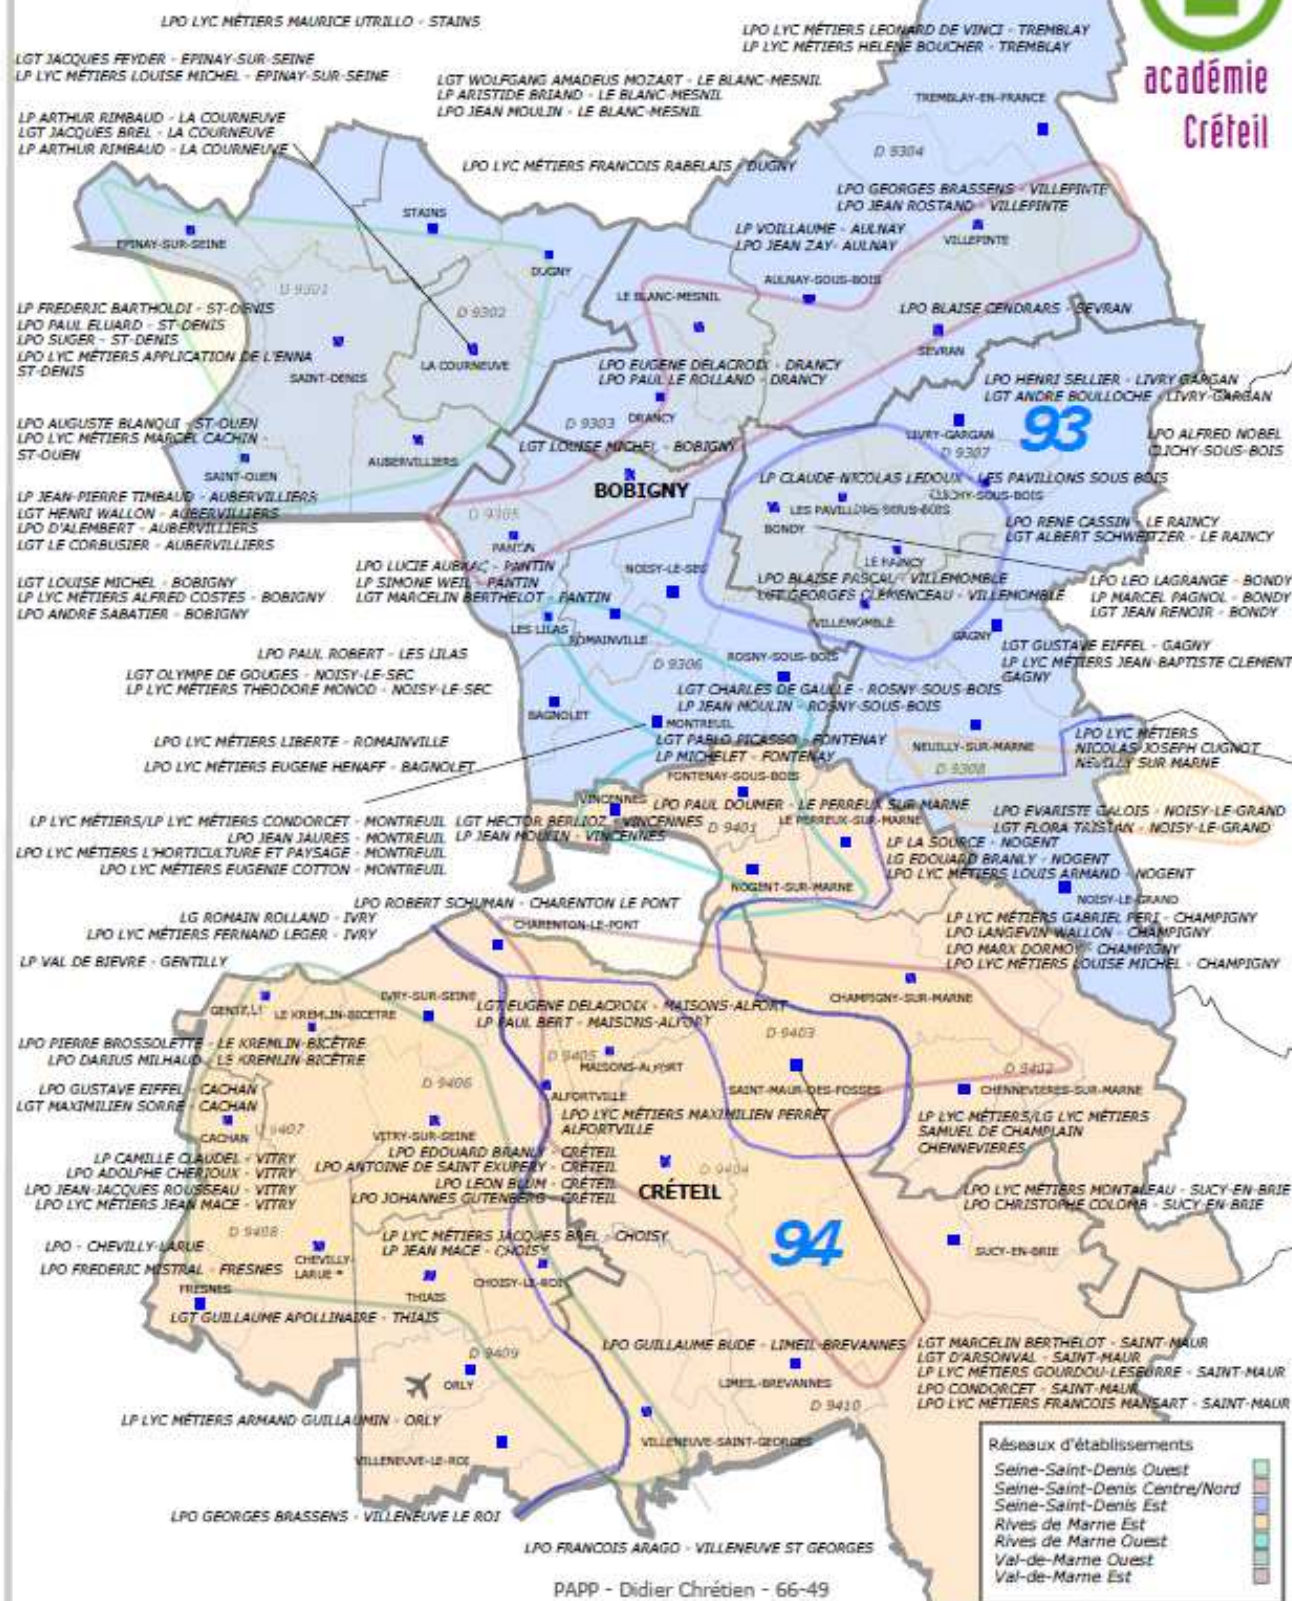 LPO LYC MÉTIERS MAURICE UTRILLO - STAINS
LPO LYC MÉTIERS LEONARD DE VINCI - TREMBLAY
LP LYC MÉTIERS HELENE BOUCHER - TREMBLAY
académie
Créteil
LGT JACQUES FEYDER - EPINAY-SUR-SEINE
LP LYC MÉTIERS LOUISE MICHEL - EPINAY-SUR-SEINE
LGT WOLFGANG AMADEUS MOZART - LE BLANC-MESNIL
LP ARISTIDE BRIAND - LE BLANC-MESNIL
LPO JEAN MOULIN - LE BLANC-MESNIL
TREMBLAY-EN-FRANCE
LP ARTHUR RIMBAUD - LA COURNEUVE
LGT JACQUES BREL - LA COURNEUVE
LP ARTHUR RIMBAUD - LA COURNEUVE
D 9304
LPO LYC MÉTIERS FRANCOIS RABELAIS - DUGNY
LPO GEORGES BRASSENS - VILLEPINTE
LPO JEAN ROSTAND - VILLEPINTE
STAINS
LP VOILLAUME - AULNAY
LPO JEAN ZAY- AULNAY
VILLEPINTE
EPINAY-SUR-SEINE
DUGNY
AULNAY-SOUS-BOIS
D 9301
LE BLANC-MESNIL
LP FREDERIC BARTHOLDI - ST-DENIS
LPO PAUL ELUARD - ST-DENIS
LPO SUGER - ST-DENIS
LPO LYC MÉTIERS APPLICATION DE L'ENNA
ST-DENIS
D 9302
LPO BLAISE CENDRARS - SEVRAN
SEVRAN
SAINT-DENIS
LA COURNEUVE
LPO EUGENE DELACROIX - DRANCY
LPO PAUL LE ROLLAND - DRANCY
LPO HENRI SELLIER - LIVRY GARGAN
LGT ANDRE BOULLOCHE - LIVRY-GARGAN
DRANCY
93
LPO AUGUSTE BLANQUI - ST-OUEN
LPO LYC MÉTIERS MARCEL CACHIN -
ST-OUEN
D 9303
LIVRY-GARGAN
LPO ALFRED NOBEL
CLICHY-SOUS-BOIS
LGT LOUISE MICHEL - BOBIGNY
D 9307
AUBERVILLIERS
SAINT-OUEN
LP CLAUDE-NICOLAS LEDOUX - LES PAVILLONS SOUS BOIS
BOBIGNY
CLICHY-SOUS-BOIS
LES PAVILLONS-SOUS-BOIS
LP JEAN-PIERRE TIMBAUD - AUBERVILLIERS
LGT HENRI WALLON - AUBERVILLIERS
LPO D'ALEMBERT - AUBERVILLIERS
LGT LE CORBUSIER - AUBERVILLIERS
D 9305
BONDY
LPO RENE CASSIN - LE RAINCY
LGT ALBERT SCHWEITZER - LE RAINCY
PANTIN
LE RAINCY
LPO LUCIE AUBRAC - PANTIN
LP SIMONE WEIL - PANTIN
LGT MARCELIN BERTHELOT - PANTIN
NOISY-LE-SEC
LPO BLAISE PASCAL - VILLEMOMBLE
LGT GEORGES CLEMENCEAU - VILLEMOMBLE
LPO LEO LAGRANGE - BONDY
LP MARCEL PAGNOL - BONDY
LGT JEAN RENOIR - BONDY
LGT LOUISE MICHEL - BOBIGNY
LP LYC MÉTIERS ALFRED COSTES - BOBIGNY
LPO ANDRE SABATIER - BOBIGNY
LES LILAS
ROMAINVILLE
VILLEMOMBLE
GAGNY
LPO PAUL ROBERT - LES LILAS
D 9306
ROSNY-SOUS-BOIS
LGT GUSTAVE EIFFEL - GAGNY
LP LYC MÉTIERS JEAN-BAPTISTE CLEMENT
GAGNY
LGT OLYMPE DE GOUGES - NOISY-LE-SEC
LP LYC MÉTIERS THEODORE MONOD - NOISY-LE-SEC
LGT CHARLES DE GAULLE - ROSNY SOUS BOIS
LP JEAN MOULIN - ROSNY-SOUS-BOIS
BAGNOLET
MONTREUIL
LPO LYC MÉTIERS LIBERTE - ROMAINVILLE
LGT PABLO PICASSO - FONTENAY
LP MICHELET - FONTENAY
NEUILLY-SUR-MARNE
LPO LYC MÉTIERS
NICOLAS-JOSEPH CUGNOT
NEUILLY SUR MARNE
LPO LYC MÉTIERS EUGENE HENAFF - BAGNOLET
FONTENAY-SOUS-BOIS
D 9308
VINCENNES
LPO PAUL DOUMER - LE PERREUX SUR MARNE
LE PERREUX-SUR-MARNE
LPO EVARISTE GALOIS - NOISY-LE-GRAND
LGT FLORA TRISTAN - NOISY-LE-GRAND
LP LYC MÉTIERS/LP LYC MÉTIERS CONDORCET - MONTREUIL
LPO JEAN JAURES - MONTREUIL
LPO LYC MÉTIERS L'HORTICULTURE ET PAYSAGE - MONTREUIL
LPO LYC MÉTIERS EUGENIE COTTON - MONTREUIL
LGT HECTOR BERLIOZ - VINCENNES
LP JEAN MOULIN - VINCENNES
D 9401
LP LA SOURCE - NOGENT
LG EDOUARD BRANLY - NOGENT
LPO LYC MÉTIERS LOUIS ARMAND - NOGENT
NOGENT-SUR-MARNE
NOISY-LE-GRAND
LPO ROBERT SCHUMAN - CHARENTON LE PONT
CHARENTON-LE-PONT
LG ROMAIN ROLLAND - IVRY
LPO LYC MÉTIERS FERNAND LEGER - IVRY
LP LYC MÉTIERS GABRIEL PERI - CHAMPIGNY
LPO LANGEVIN WALLON - CHAMPIGNY
LPO MARX DORMOY - CHAMPIGNY
LPO LYC MÉTIERS LOUISE MICHEL - CHAMPIGNY
LP VAL DE BIEVRE - GENTILLY
CHAMPIGNY-SUR-MARNE
GENTILLY
IVRY-SUR-SEINE
LE KREMLIN-BICETRE
LGT EUGENE DELACROIX - MAISONS-ALFORT
LP PAUL BERT - MAISONS-ALFORT
D 9403
LPO PIERRE BROSSOLETTE - LE KREMLIN-BICÊTRE
LPO DARIUS MILHAUD - LE KREMLIN-BICÊTRE
D 9405
MAISONS-ALFORT
D 9402
D 9406
SAINT-MAUR-DES-FOSSES
CHENNEVIERES-SUR-MARNE
LPO GUSTAVE EIFFEL - CACHAN
LGT MAXIMILIEN SORRE - CACHAN
ALFORTVILLE
LPO LYC MÉTIERS MAXIMILIEN PERRET
ALFORTVILLE
LP LYC MÉTIERS/LG LYC MÉTIERS
SAMUEL DE CHAMPLAIN
CHENNEVIERES
CACHAN
D 9407
VITRY-SUR-SEINE
LP CAMILLE CLAUDEL - VITRY
LPO ADOLPHE CHERIOUX - VITRY
LPO JEAN-JACQUES ROUSSEAU - VITRY
LPO LYC MÉTIERS JEAN MACE - VITRY
LPO EDOUARD BRANLY - CRÉTEIL
LPO ANTOINE DE SAINT EXUPERY - CRÉTEIL
LPO LEON BLUM - CRÉTEIL
LPO JOHANNES GUTENBERG - CRÉTEIL
D 9404
CRÉTEIL
LPO LYC MÉTIERS MONTALEAU - SUCY-EN-BRIE
LPO CHRISTOPHE COLOMB - SUCY-EN-BRIE
D 9408
94
LPO - CHEVILLY-LARUE
LPO FREDERIC MISTRAL - FRESNES
CHEVILLY-
LARUE *
LP LYC MÉTIERS JACQUES BREL - CHOISY
LP JEAN MACE - CHOISY
SUCY-EN-BRIE
CHOISY-LE-ROI
FRESNES
THIAIS
LGT GUILLAUME APOLLINAIRE - THIAIS
LPO GUILLAUME BUDE - LIMEIL-BREVANNES
LGT MARCELIN BERTHELOT - SAINT-MAUR
LGT D'ARSONVAL - SAINT-MAUR
LP LYC MÉTIERS GOURDOU-LESEURRE - SAINT-MAUR
LPO CONDORCET - SAINT-MAUR
LPO LYC MÉTIERS FRANCOIS MANSART - SAINT-MAUR
D 9409
ORLY
LIMEIL-BREVANNES
D 9410
LP LYC MÉTIERS ARMAND GUILLAUMIN - ORLY
VILLENEUVE-SAINT-GEORGES
VILLENEUVE-LE-ROI
LPO GEORGES BRASSENS - VILLENEUVE LE ROI
LPO FRANCOIS ARAGO - VILLENEUVE ST GEORGES
Réseaux d'établissements
Seine-Saint-Denis Ouest
Seine-Saint-Denis Centre/Nord
Seine-Saint-Denis Est
Rives de Marne Est
Rives de Marne Ouest
Val-de-Marne Ouest
Val-de-Marne Est
PAPP - Didier Chrétien - 66-49